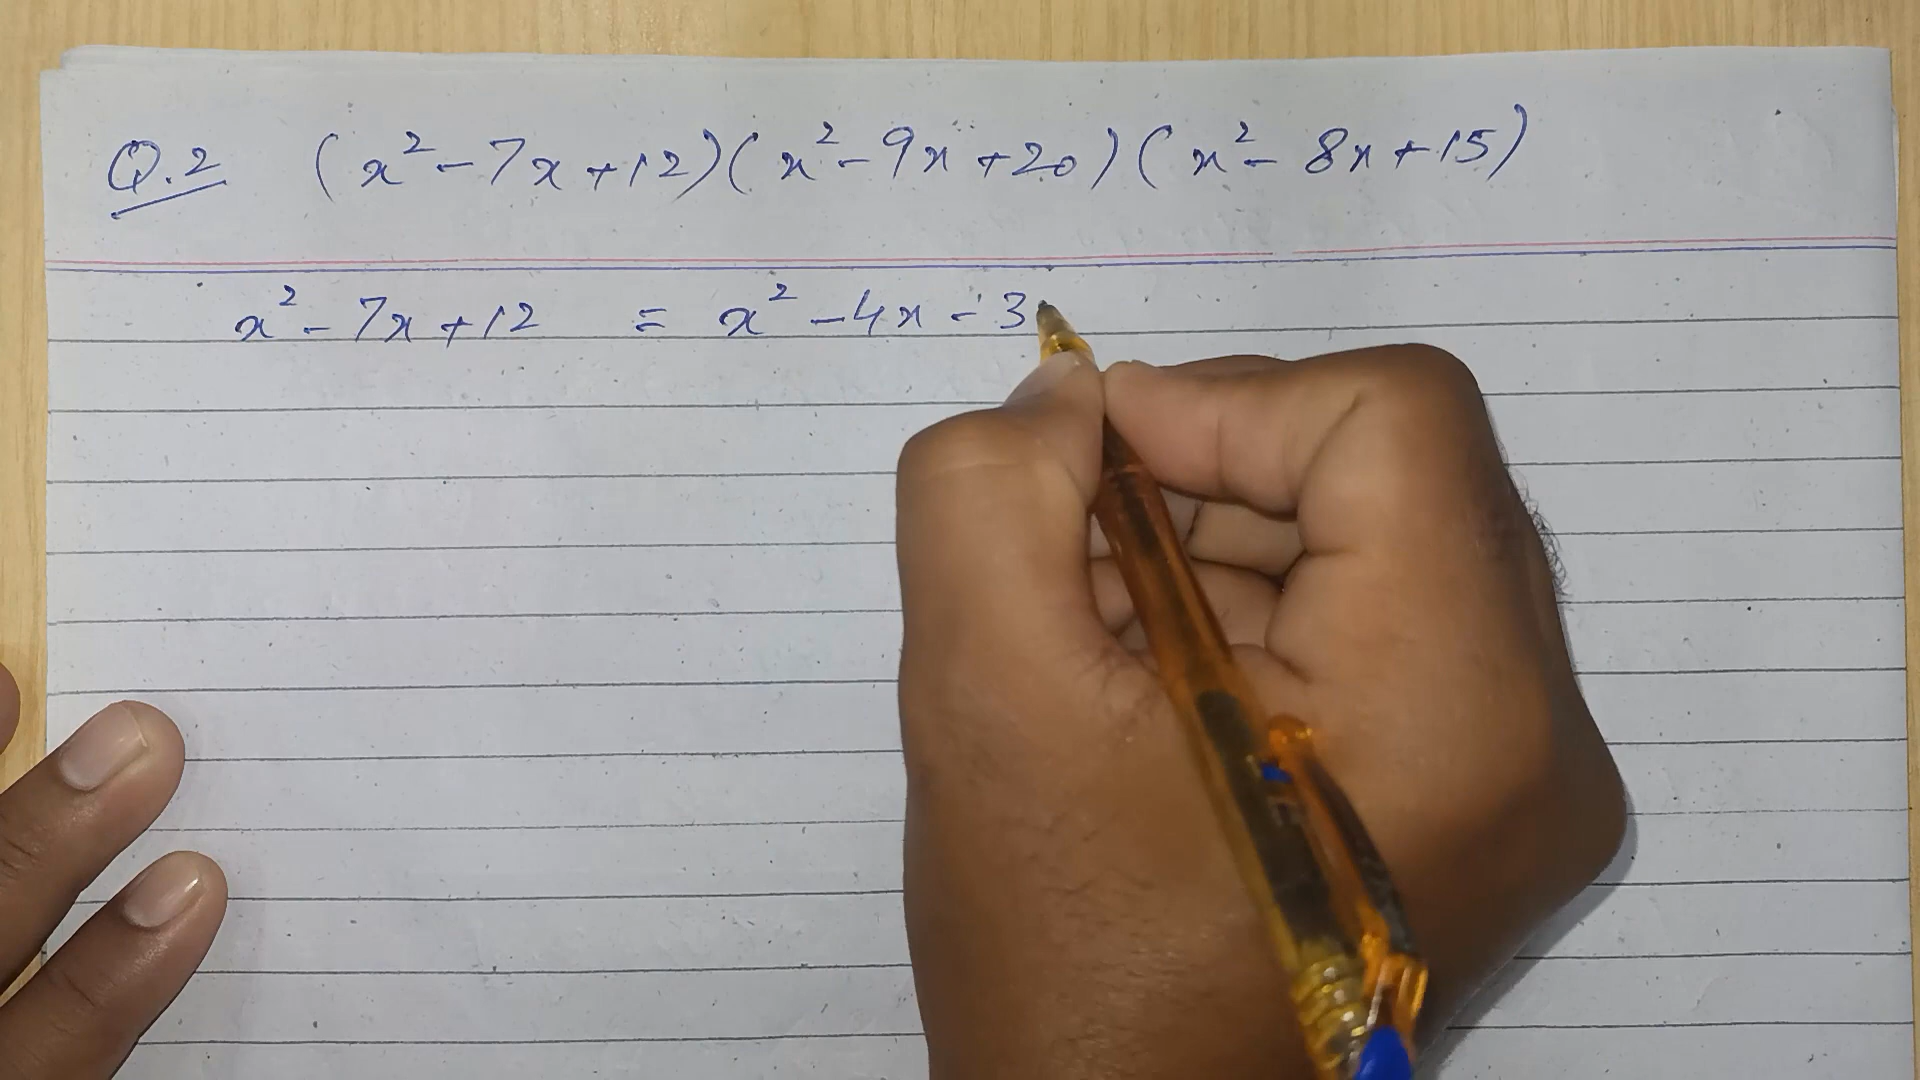 Q.2 (x² - 7x + 12)(x² - 9x + 20)(x² - 8x + 15)
x² - 7x + 12 = x² - 4x - 3